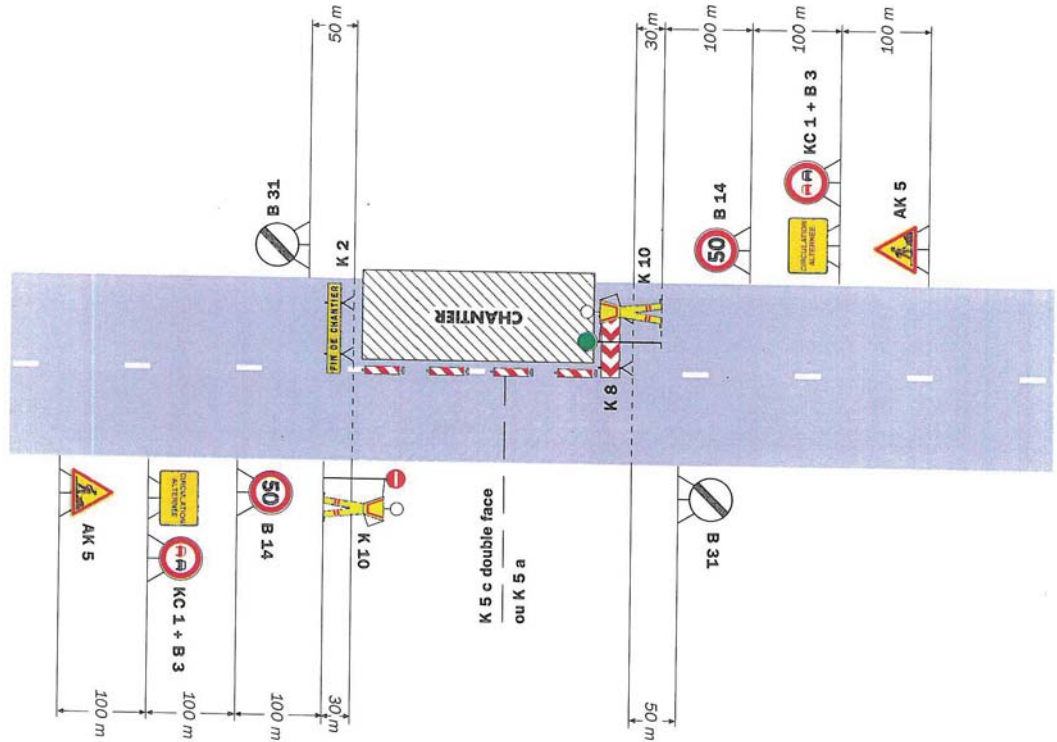 50 m
30 m
100 m
100 m
100 m
B 31
K 2
FIN DE CHANTIER
CHANTIER
K 10
K 8
B 14
50
KC 1 + B 3
CIRCULATION
ALTERNÉE
AK 5
AK 5
CIRCULATION
ALTERNÉE
KC 1 + B 3
50
B 14
K 10
K 5 c double face
ou K 5 a
B 31
100 m
100 m
100 m
30 m
50 m